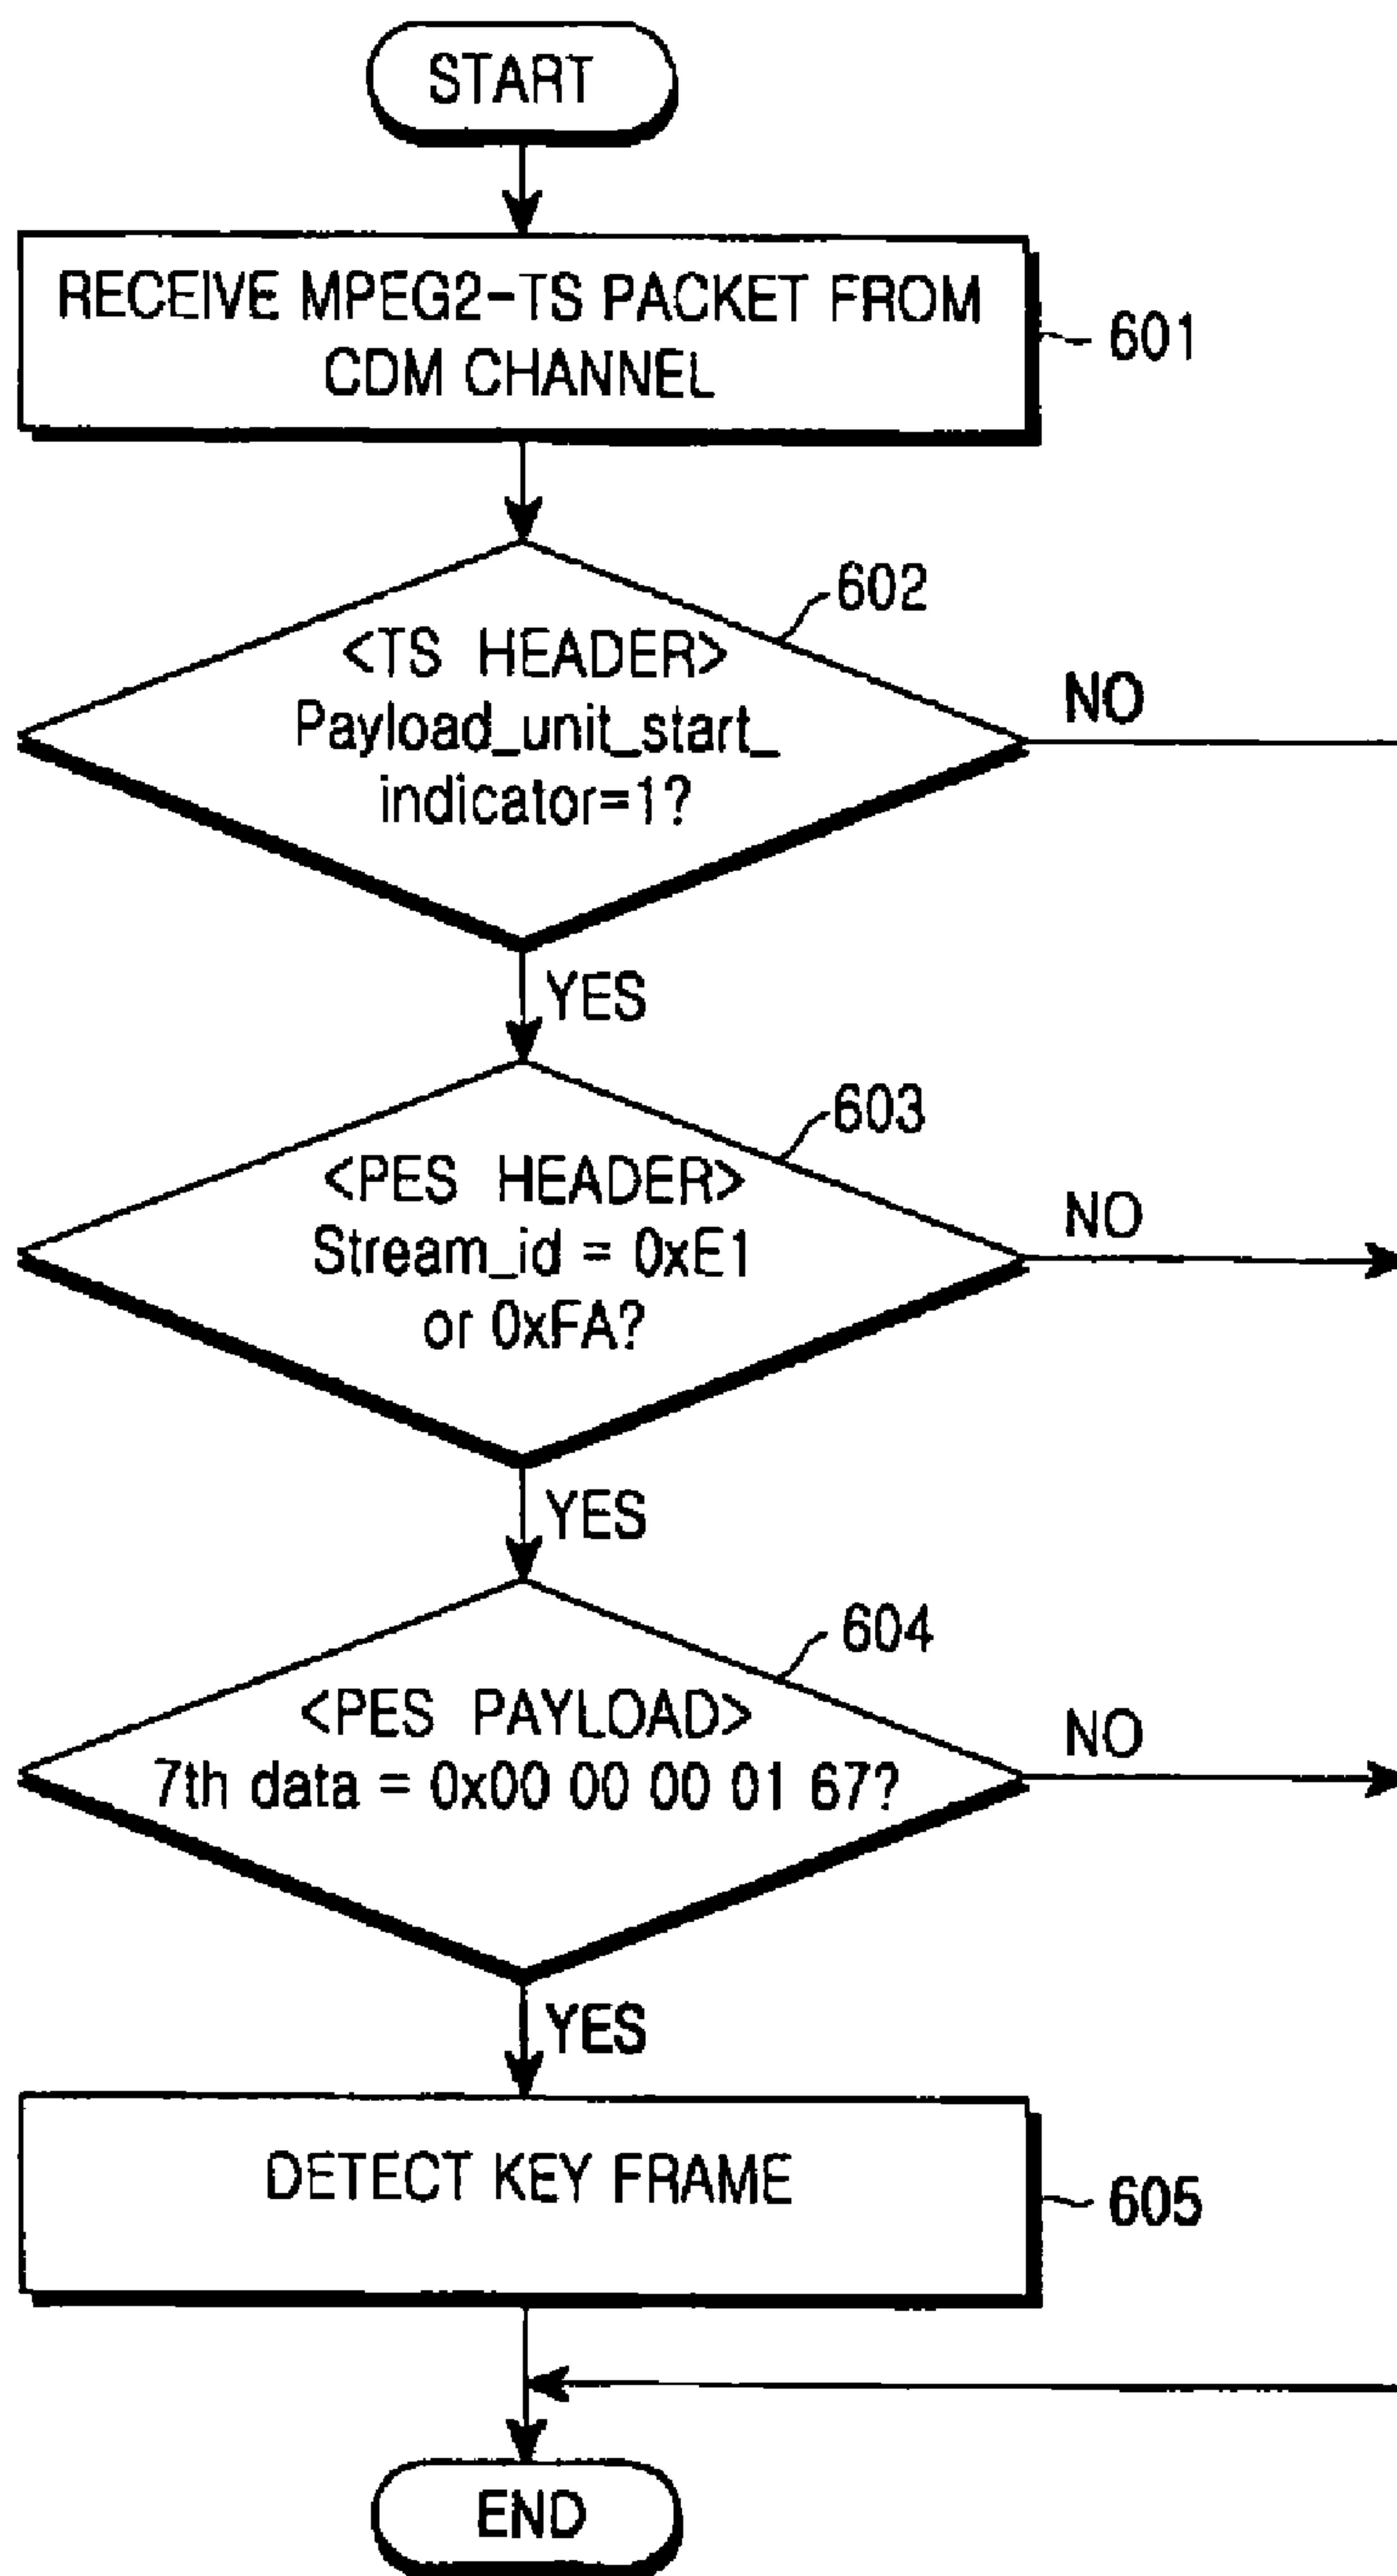 START
RECEIVE MPEG2-TS PACKET FROM
CDM CHANNEL
601
602
<TS HEADER>
Payload_unit_start_
indicator=1?
NO
YES
603
<PES HEADER>
Stream_id = 0xE1
or 0xFA?
NO
YES
604
<PES PAYLOAD>
7th data = 0x00 00 00 01 67?
NO
YES
DETECT KEY FRAME
605
END